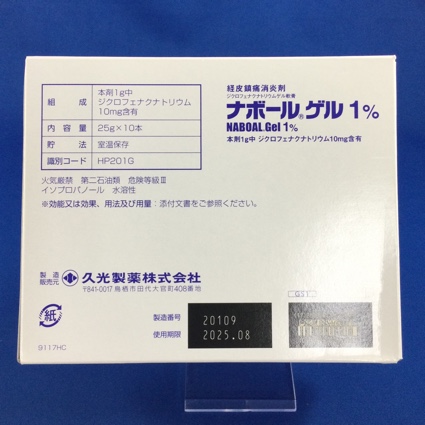 組成 本剤1g中
ジクロフェナクナトリウム
10mg含有
内容量 25g×10本
貯法 室温保存
識別コード HP201G
火気厳禁 第二石油類 危険等級Ⅲ
イソプロパノール 水溶性
※効能又は効果、用法及び用量：添付文書をご参照ください。
経皮鎮痛消炎剤
ジクロフェナクナトリウムゲル軟膏
ナボール®ゲル 1%
NABOAL®Gel 1%
本剤1g中 ジクロフェナクナトリウム10mg含有
製造
販売元 久光製薬株式会社
〒841-0017 鳥栖市田代大官町408番地
紙
9117HC
製造番号 20109
使用期限 2025.08
GS1